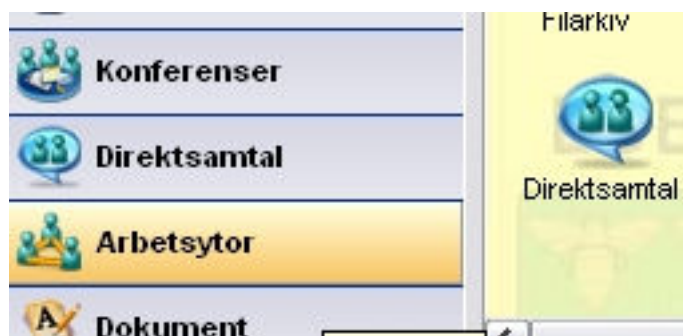 Konferenser
Direktsamtal
Arbetsytor
Dokument
Filarkiv
Direktsamtal